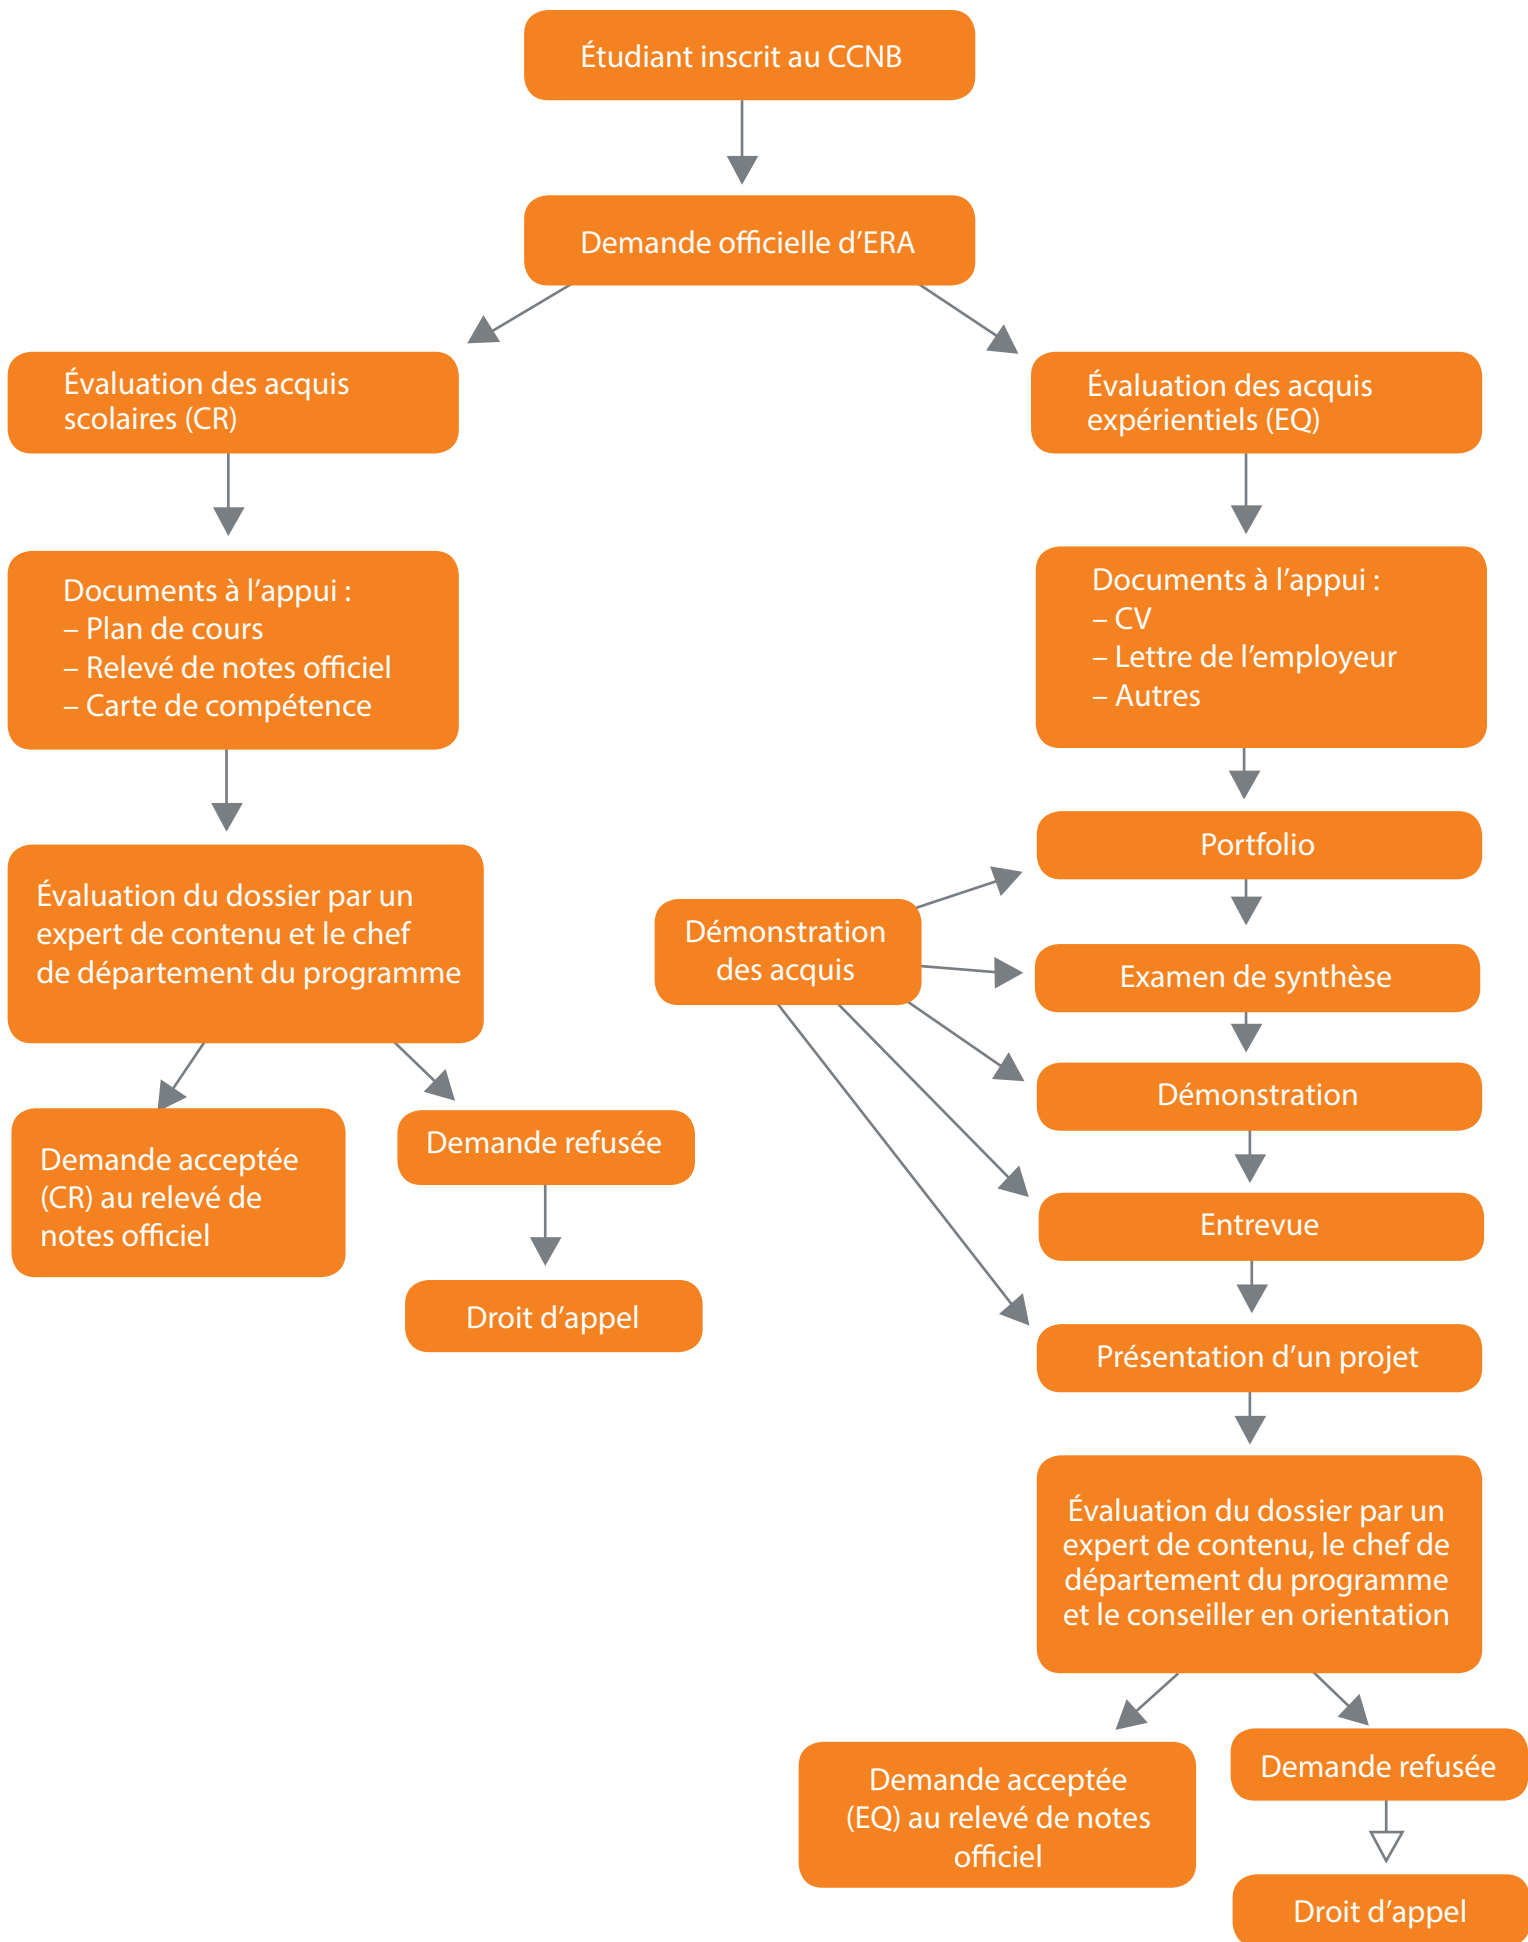 Étudiant inscrit au CCNB
Demande officielle d’ERA
Évaluation des acquis
scolaires (CR)
Documents à l’appui :
– Plan de cours
– Relevé de notes officiel
– Carte de compétence
Évaluation du dossier par un
expert de contenu et le chef
de département du programme
Demande acceptée
(CR) au relevé de
notes officiel
Demande refusée
Droit d’appel
Évaluation des acquis
expérientiels (EQ)
Documents à l’appui :
– CV
– Lettre de l’employeur
– Autres
Démonstration
des acquis
Portfolio
Examen de synthèse
Démonstration
Entrevue
Présentation d’un projet
Évaluation du dossier par un
expert de contenu, le chef de
département du programme
et le conseiller en orientation
Demande acceptée
(EQ) au relevé de notes
officiel
Demande refusée
Droit d’appel